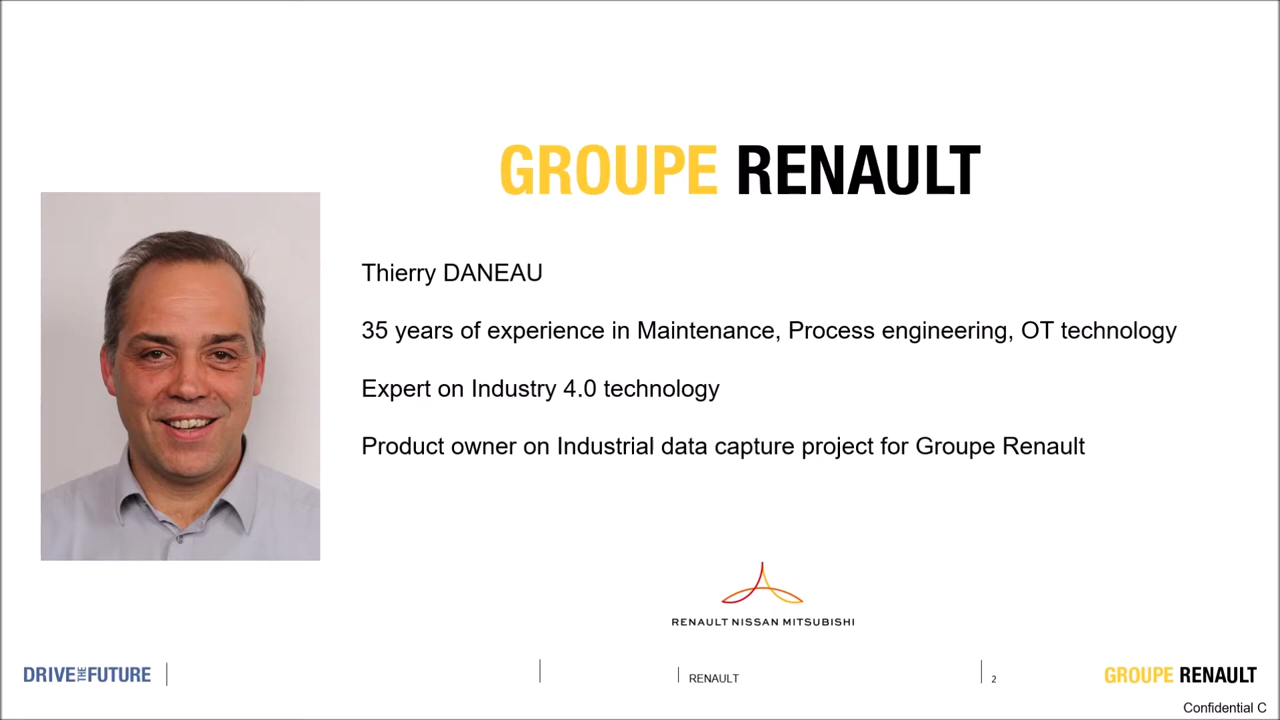 GROUPE RENAULT
Thierry DANEAU
35 years of experience in Maintenance, Process engineering, OT technology
Expert on Industry 4.0 technology
Product owner on Industrial data capture project for Groupe Renault
RENAULT NISSAN MITSUBISHI
DRIVE THE FUTURE
RENAULT
2
GROUPE RENAULT
Confidential C